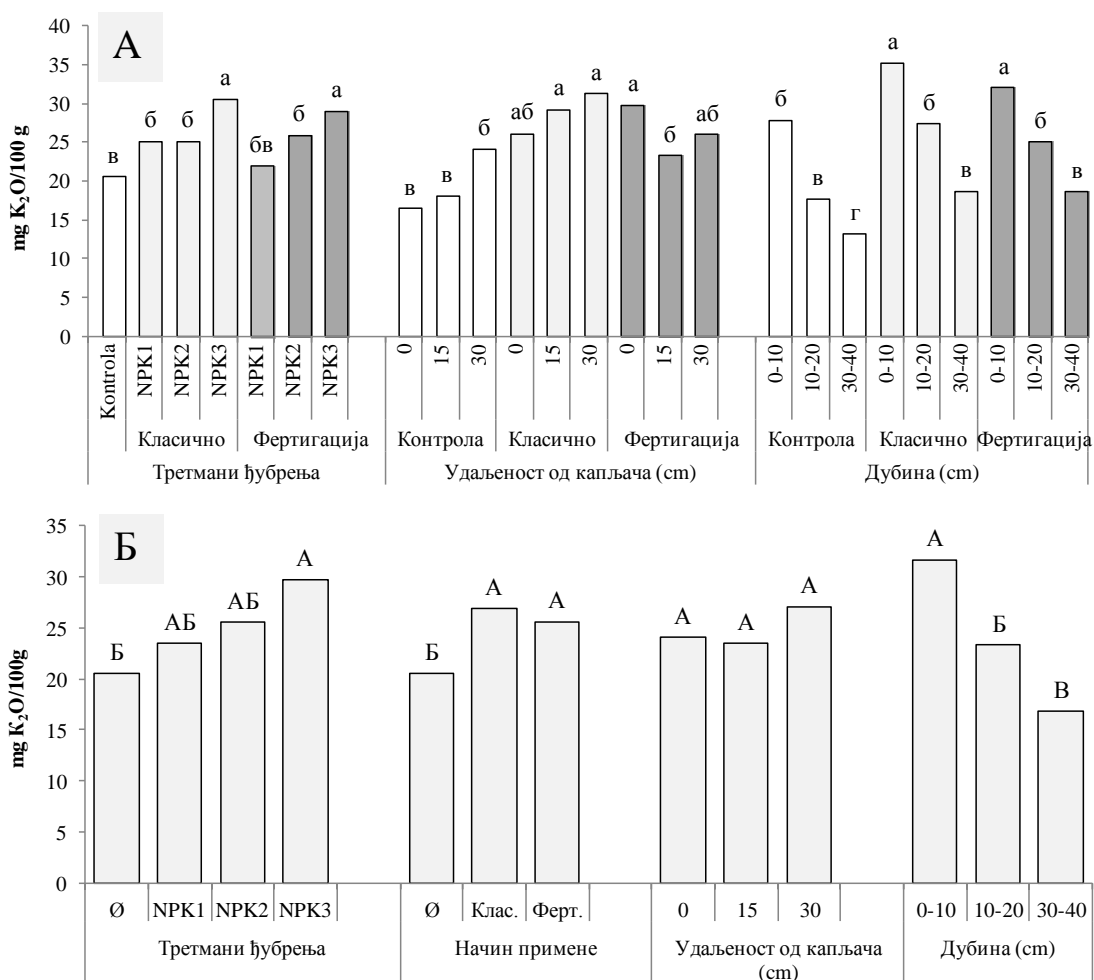 А
mg K₂O/100 g
40
35
30
25
20
15
10
5
0
в
б
б
а
бв
б
а
в
в
б
аб
а
а
а
б
аб
б
в
г
а
б
в
а
б
в
Kontrola
NPK1
NPK2
NPK3
NPK1
NPK2
NPK3
0
15
30
0
15
30
0
15
30
0-10
10-20
30-40
0-10
10-20
30-40
0-10
10-20
30-40
Класично
Фертигација
Контрола
Класично
Фертигација
Контрола
Класично
Фертигација
Третмани ђубрења
Удаљеност од капљача (cm)
Дубина (cm)
Б
mg K₂O/100g
35
30
25
20
15
10
5
0
Б
АБ
АБ
А
Б
А
А
А
А
А
А
Б
В
Ø
NPK1
NPK2
NPK3
Ø
Клас.
Ферт.
0
15
30
0-10
10-20
30-40
Третмани ђубрења
Начин примене
Удаљеност од капљача
(cm)
Дубина (cm)